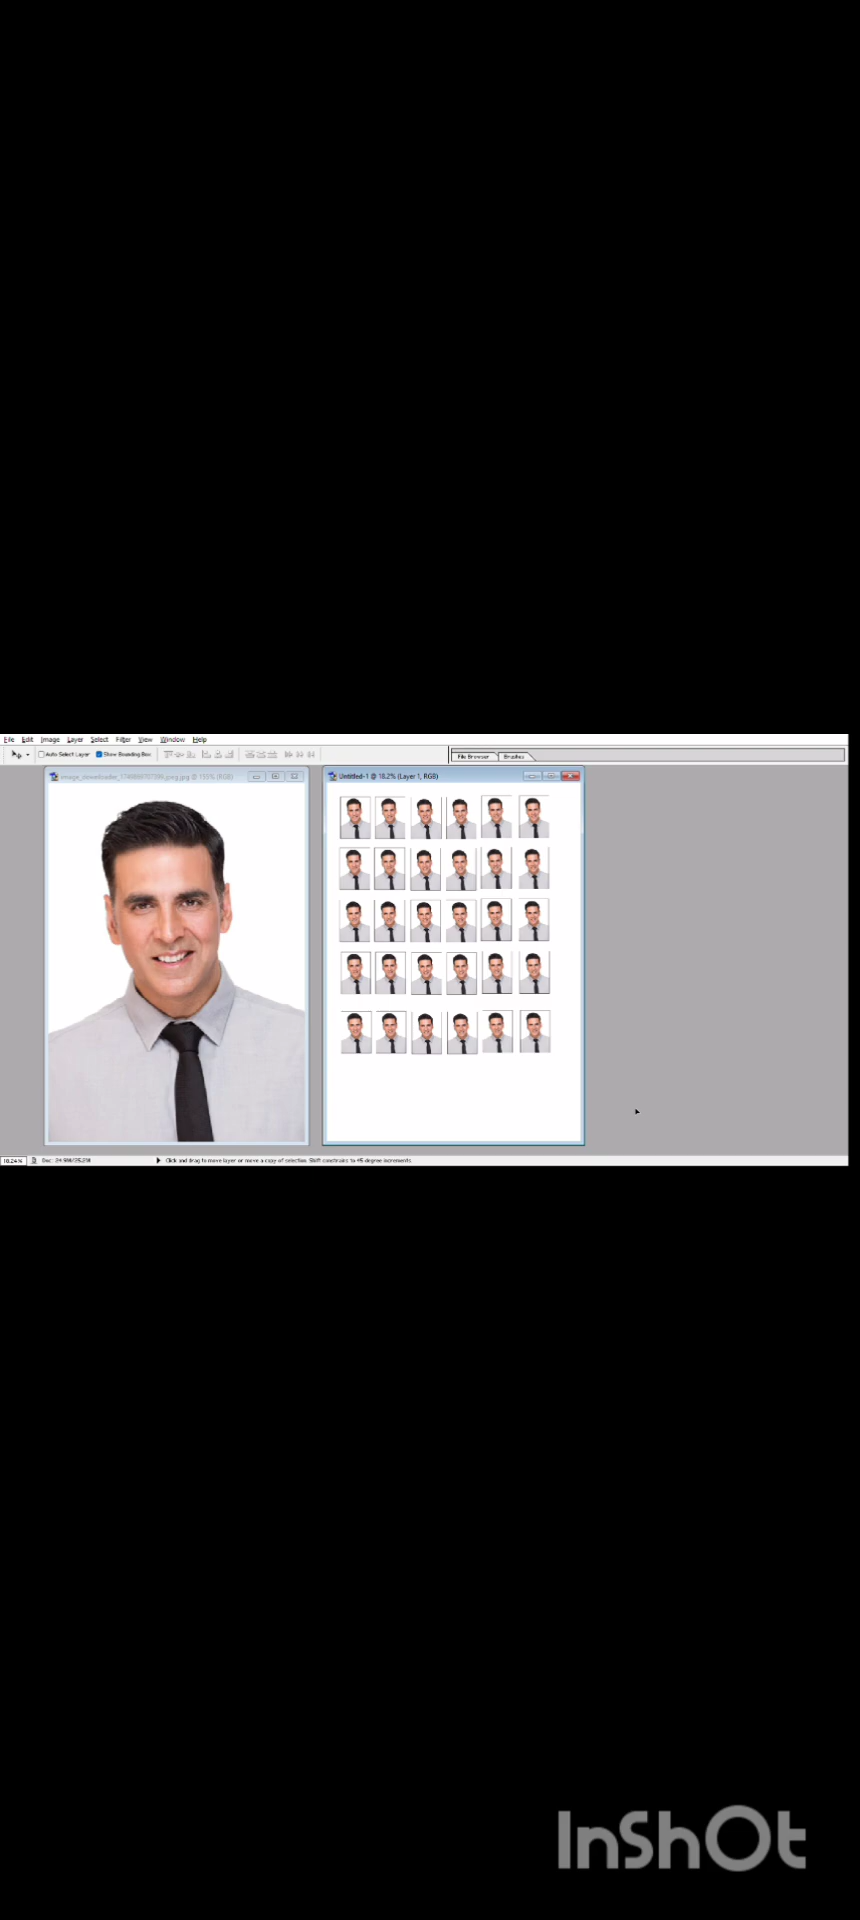 File Edit Image Layer Select Filter View Window Help
Auto Select Layer Show Bounding Box File Browser Brushes
Untitled-1 @ 18.2% (Layer 1, RGB)
Click and drag to move layer or move a copy of selection. Shift constrains to 45 degree increments.
InShOt